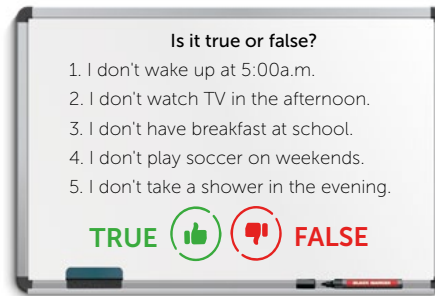 Is it true or false?
1. I don't wake up at 5:00a.m.
2. I don't watch TV in the afternoon.
3. I don't have breakfast at school.
4. I don't play soccer on weekends.
5. I don't take a shower in the evening.
TRUE FALSE